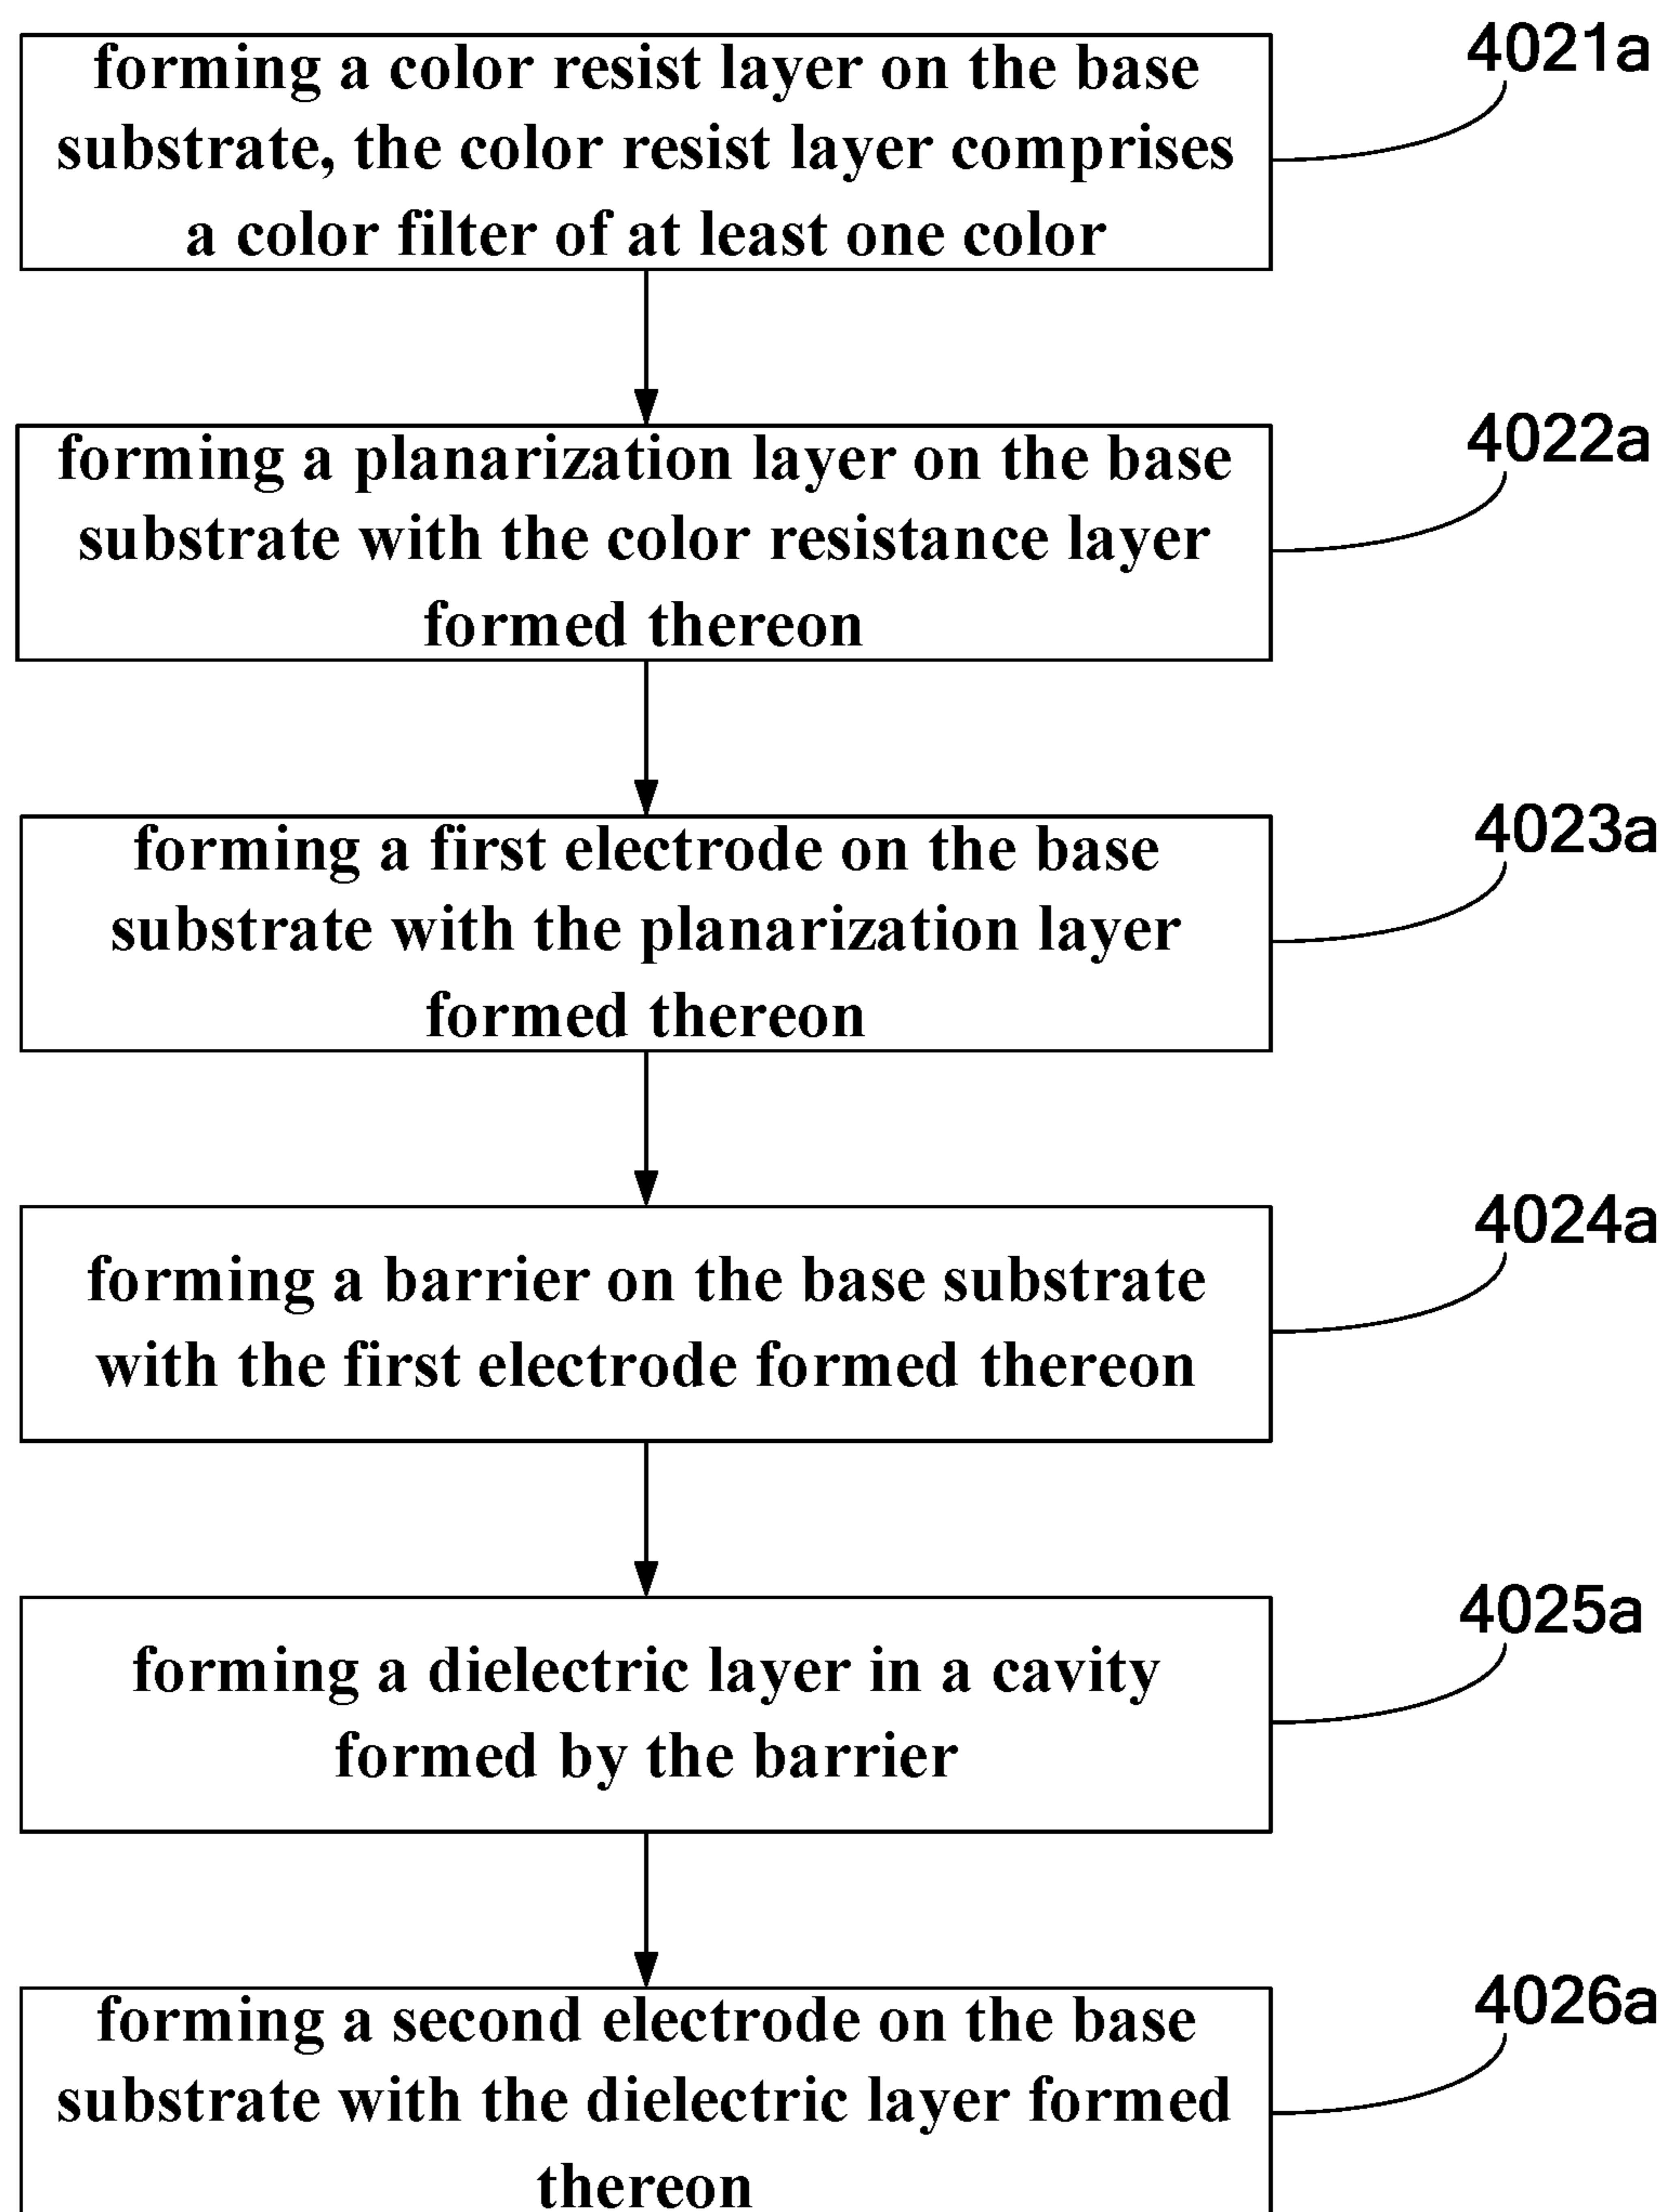 forming a color resist layer on the base
substrate, the color resist layer comprises
a color filter of at least one color
4021a
forming a planarization layer on the base
substrate with the color resistance layer
formed thereon
4022a
forming a first electrode on the base
substrate with the planarization layer
formed thereon
4023a
forming a barrier on the base substrate
with the first electrode formed thereon
4024a
forming a dielectric layer in a cavity
formed by the barrier
4025a
forming a second electrode on the base
substrate with the dielectric layer formed
thereon
4026a